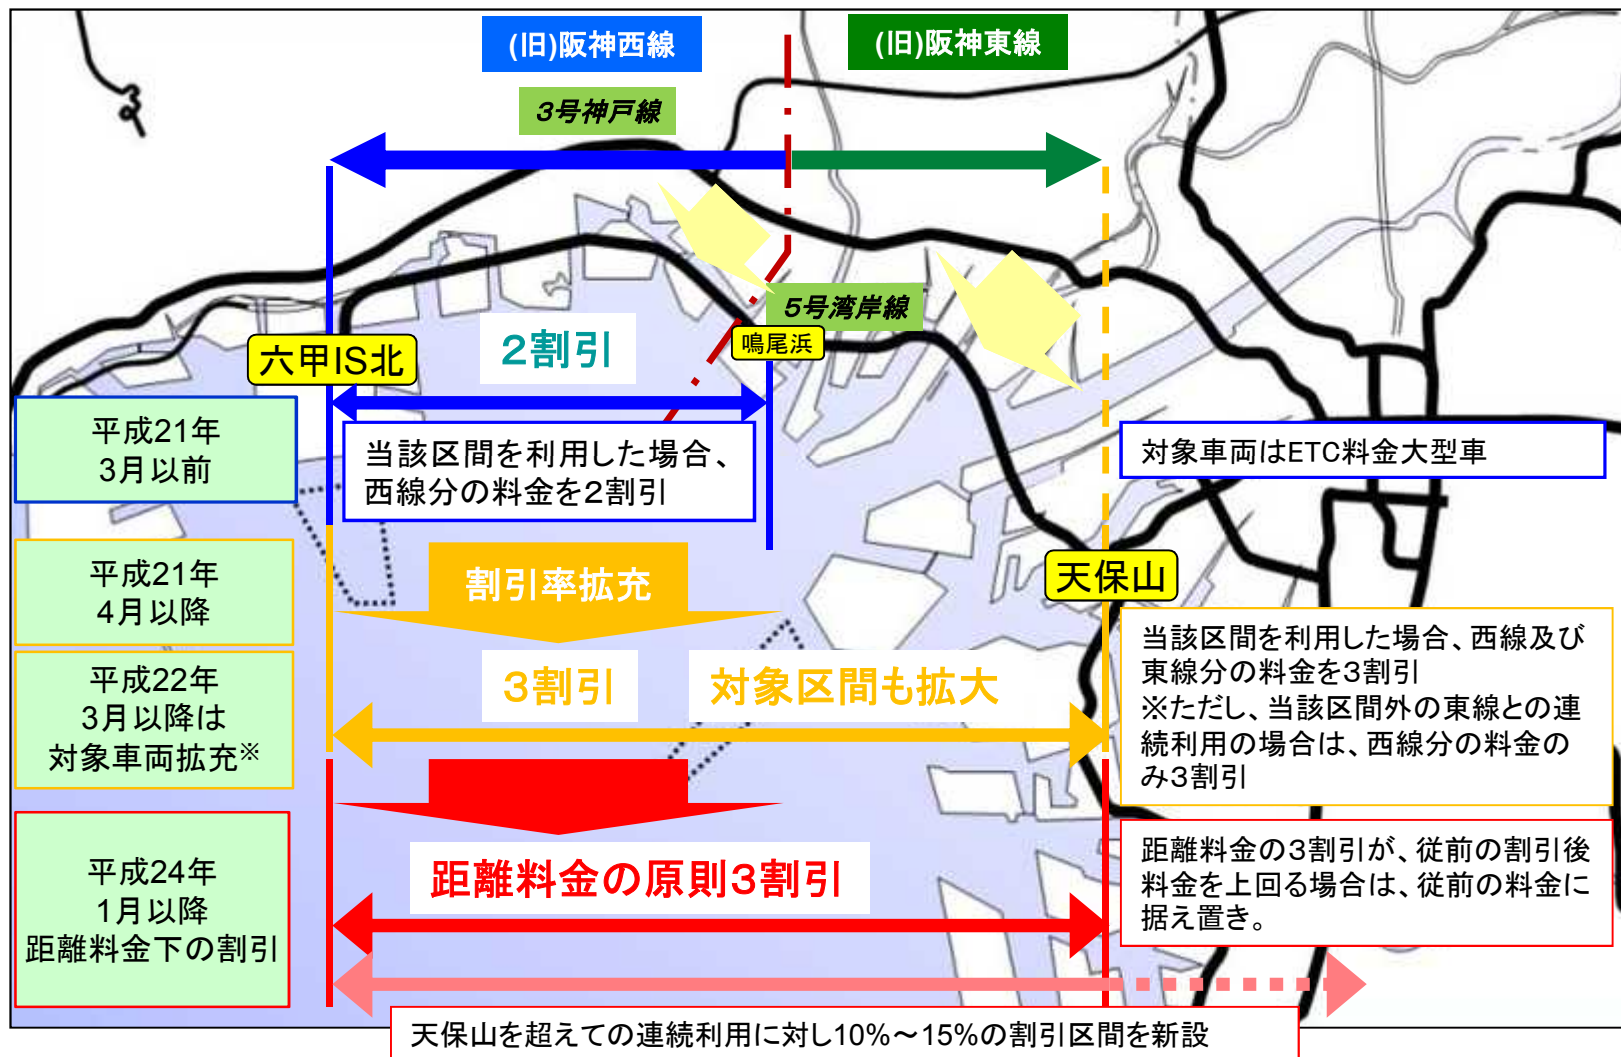 (旧)阪神西線
(旧)阪神東線
3号神戸線
5号湾岸線
2割引
鳴尾浜
六甲IS北
平成21年
3月以前
当該区間を利用した場合、
西線分の料金を2割引
対象車両はETC料金大型車
平成21年
4月以降
割引率拡充
天保山
平成22年
3月以降は
対象車両拡充※
3割引
対象区間も拡大
当該区間を利用した場合、西線及び
東線分の料金を3割引
※ただし、当該区間外の東線との連
続利用の場合は、西線分の料金の
み3割引
平成24年
1月以降
距離料金下の割引
距離料金の原則3割引
距離料金の3割引が、従前の割引後
料金を上回る場合は、従前の料金に
据え置き。
天保山を超えての連続利用に対し10%～15%の割引区間を新設